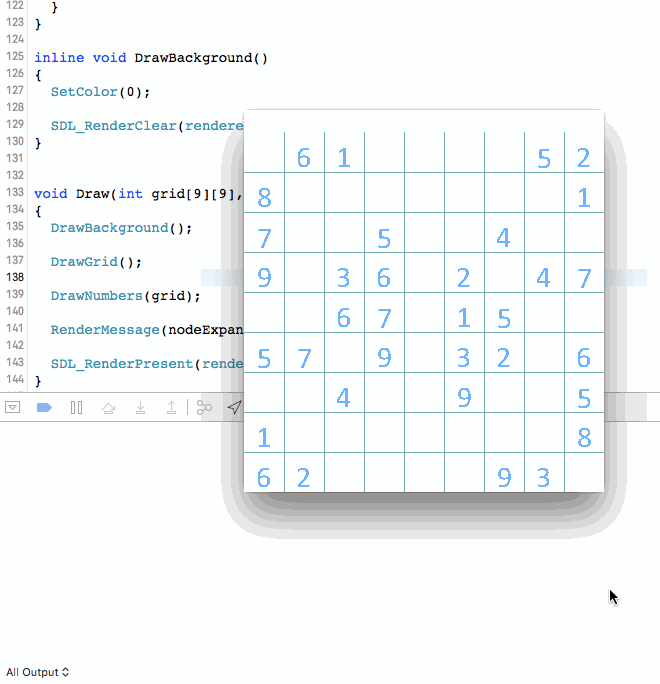 122 }
123 }
124
125 inline void DrawBackground()
126 {
127 SetColor(0);
128
129 SDL_RenderClear(rendere
130 }
131
132
133 void Draw(int grid[9][9],
134 {
135 DrawBackground();
136
137 DrawGrid();
138
139 DrawNumbers(grid);
140
141 RenderMessage(nodeExpan
142
143 SDL_RenderPresent(rende
144 }
6 1 5 2
8 1
7 5 4
9 3 6 2 4 7
6 7 1 5
5 7 9 3 2 6
4 9 5
1 8
6 2 9 3
All Output